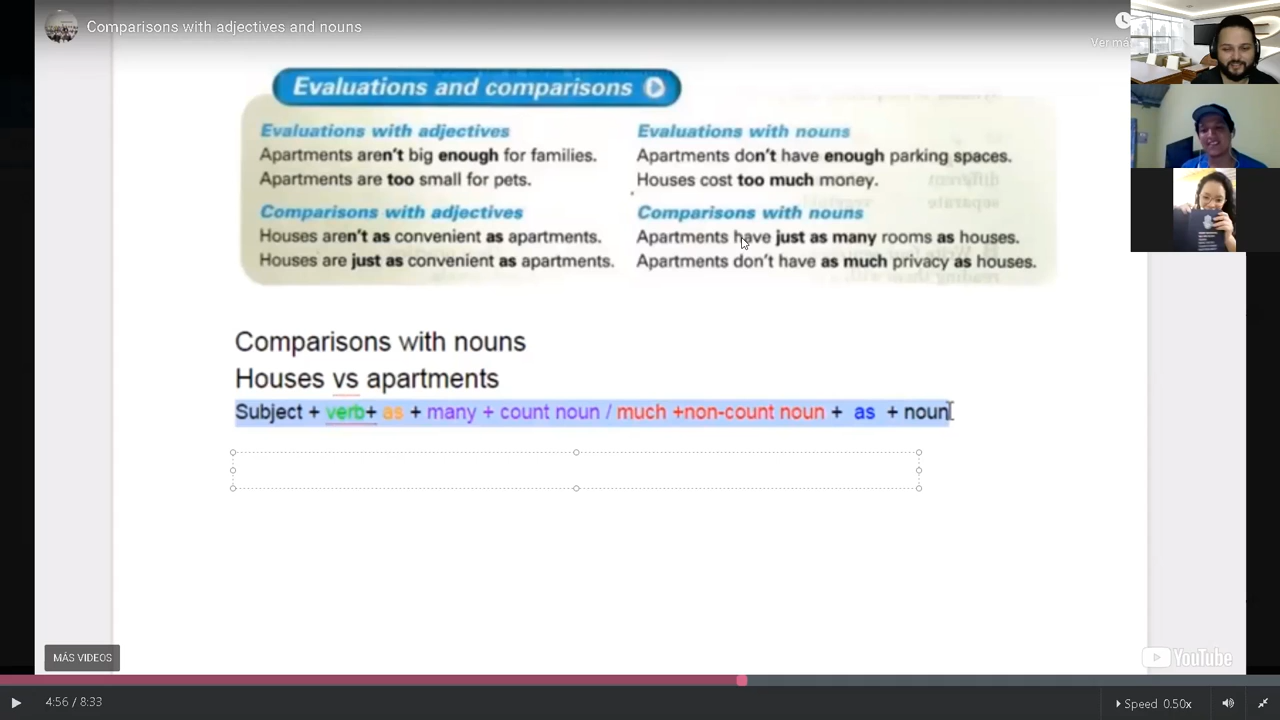 Comparisons with adjectives and nouns
Ver má
Evaluations and comparisons
Evaluations with adjectives
Apartments aren't big enough for families.
Apartments are too small for pets.
Comparisons with adjectives
Houses aren't as convenient as apartments.
Houses are just as convenient as apartments.
Evaluations with nouns
Apartments don't have enough parking spaces.
Houses cost too much money.
Comparisons with nouns
Apartments have just as many rooms as houses.
Apartments don't have as much privacy as houses.
Comparisons with nouns
Houses vs apartments
Subject + verb+ as + many + count noun / much +non-count noun + as + noun
MÁS VIDEOS
YouTube
4:56 / 8:33
Speed 0.50x